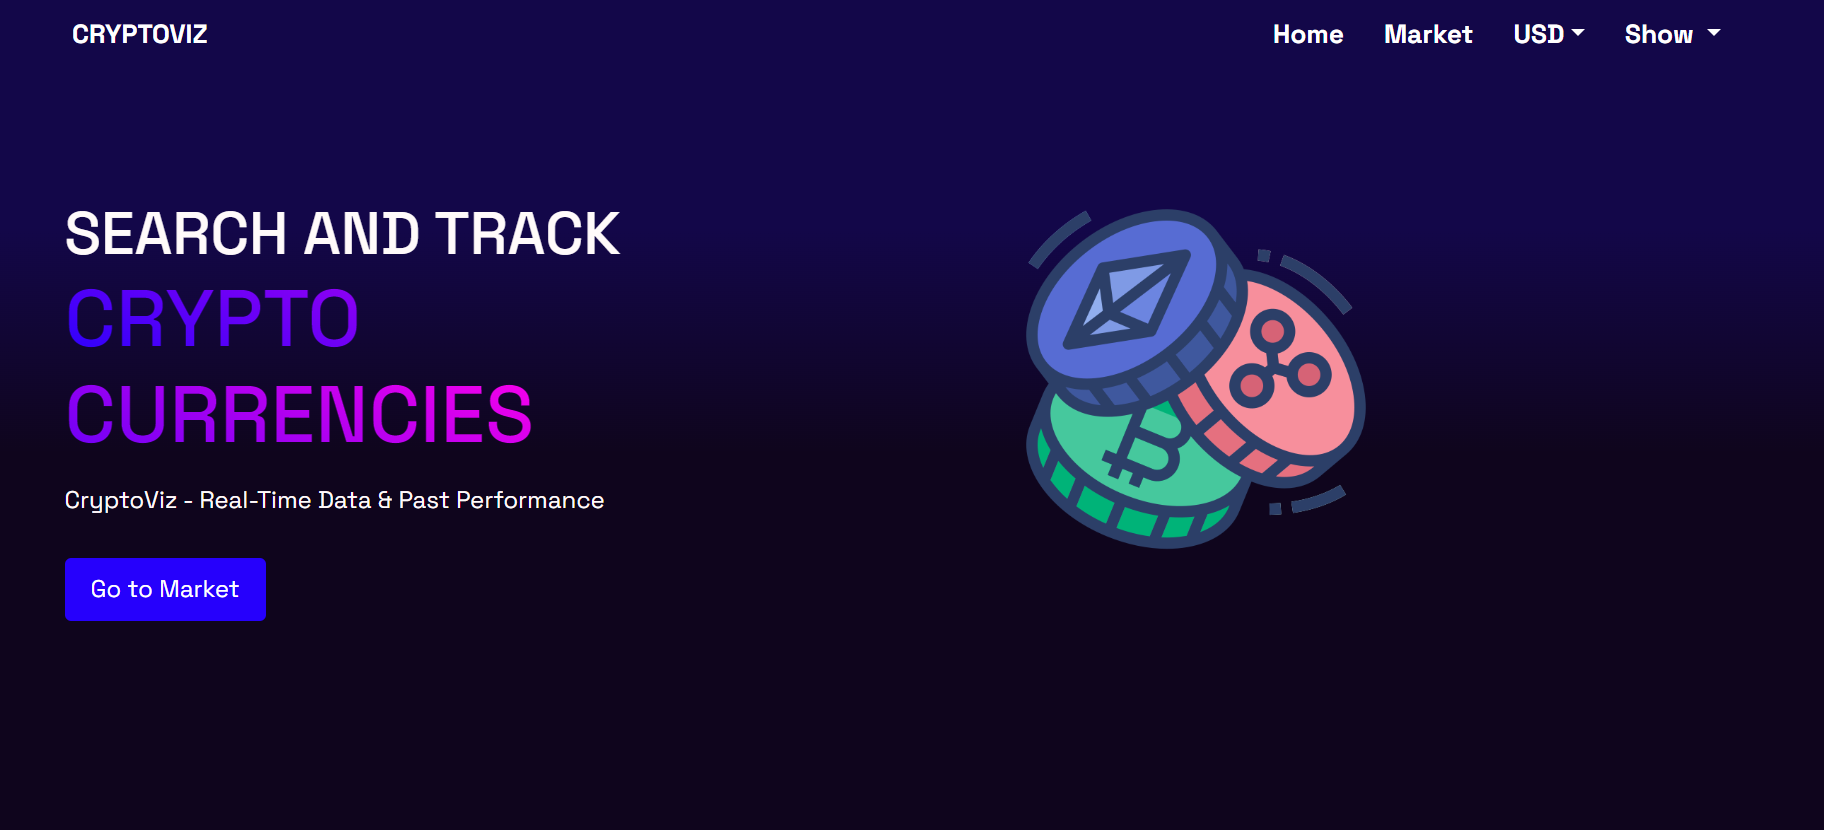 CRYPTOVIZ
Home Market USD Show
SEARCH AND TRACK
CRYPTO
CURRENCIES
CryptoViz - Real-Time Data & Past Performance
Go to Market